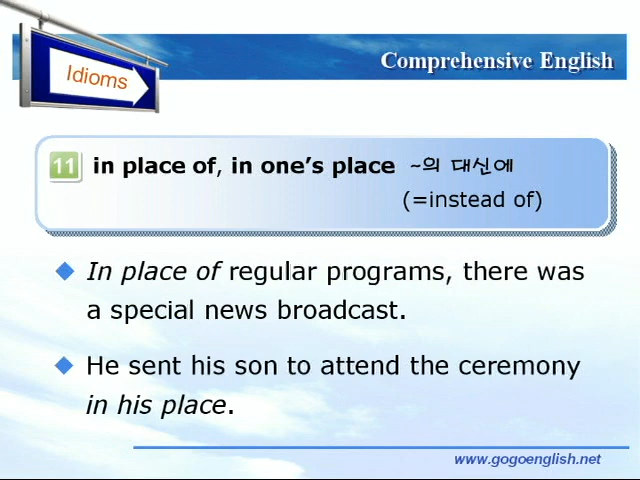 Idioms
Comprehensive English
11 in place of, in one's place ~의 대신에
(=instead of)
In place of regular programs, there was
a special news broadcast.
He sent his son to attend the ceremony
in his place.
www.gogoenglish.net